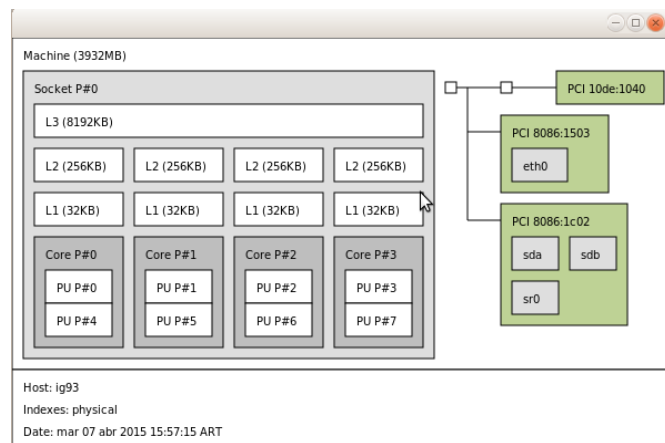 Machine (3932MB)
Socket P#0
L3 (8192KB)
L2 (256KB) L2 (256KB) L2 (256KB) L2 (256KB)
L1 (32KB) L1 (32KB) L1 (32KB) L1 (32KB)
Core P#0 Core P#1 Core P#2 Core P#3
PU P#0 PU P#1 PU P#2 PU P#3
PU P#4 PU P#5 PU P#6 PU P#7
PCI 10de:1040
PCI 8086:1503
eth0
PCI 8086:1c02
sda sdb
sr0
Host: ig93
Indexes: physical
Date: mar 07 abr 2015 15:57:15 ART